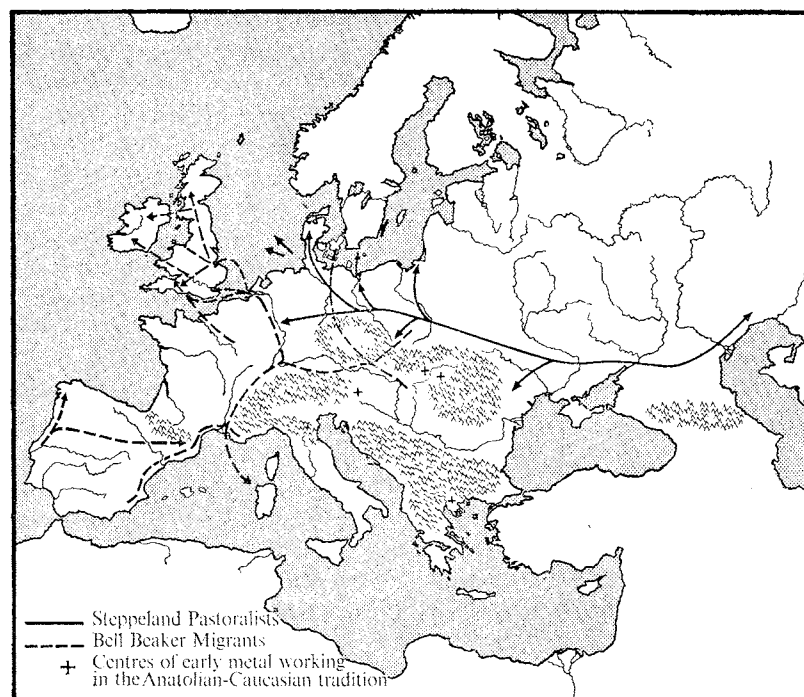 Steppeland Pastoralists
Bell Beaker Migrants
Centres of early metal working
in the Anatolian-Caucasian tradition